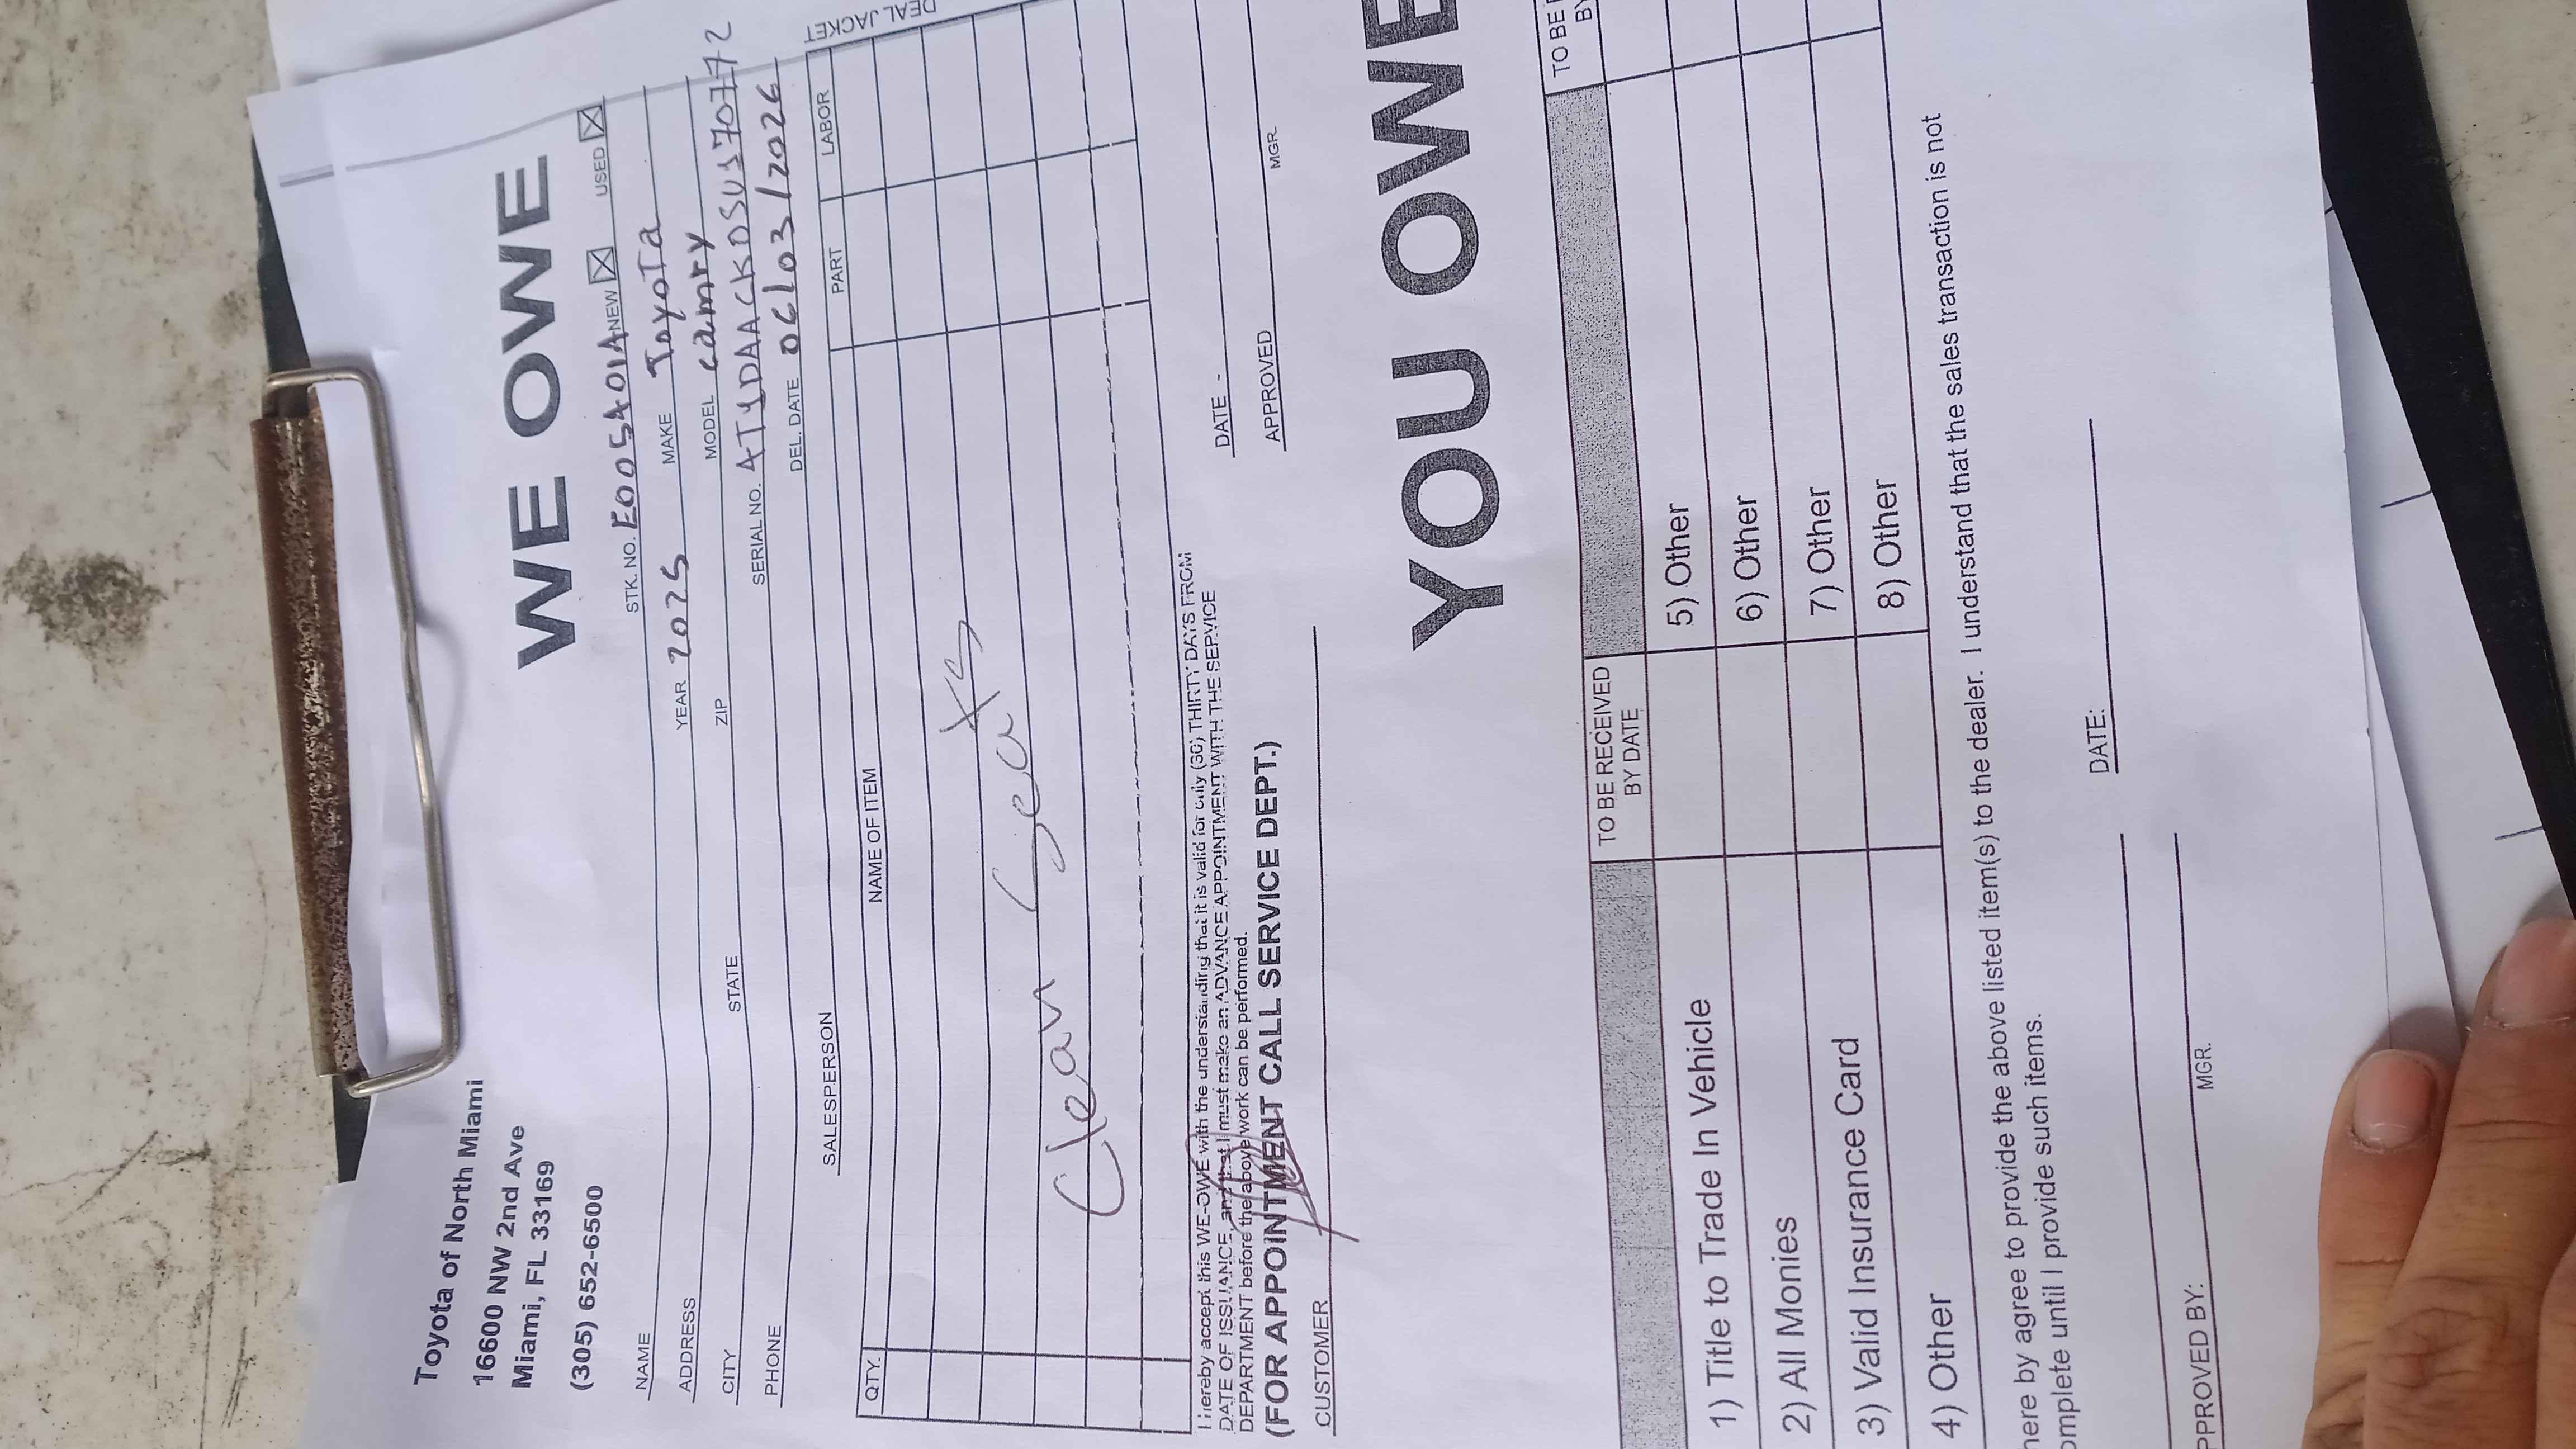 Toyota of North Miami
16600 NW 2nd Ave
Miami, FL 33169
(305) 652-6500
WE OWE
STK. NO. E005401A NEW ☒ USED ☒
NAME
YEAR 2025 MAKE Toyota
ADDRESS
ZIP MODEL camry
CITY STATE
SERIAL NO. 4T1DAACK0SU170772
PHONE
DEL. DATE 06/03/2026
SALESPERSON
DEAL JACKET
QTY. NAME OF ITEM PART LABOR
Clean Seats
I hereby accept this WE-OWE with the understanding that it is valid for only (30) THIRTY DAYS FROM
DATE OF ISSUANCE, and that I must make an ADVANCE APPOINTMENT WITH THE SERVICE
DEPARTMENT before the above work can be performed.
(FOR APPOINTMENT CALL SERVICE DEPT.)
DATE
CUSTOMER
APPROVED MGR.
YOU OWE
TO BE RECEIVED
BY DATE
TO BE
BY
1) Title to Trade In Vehicle 5) Other
2) All Monies 6) Other
3) Valid Insurance Card 7) Other
4) Other 8) Other
here by agree to provide the above listed item(s) to the dealer. I understand that the sales transaction is not
omplete until I provide such items.
DATE:
PPROVED BY: MGR.